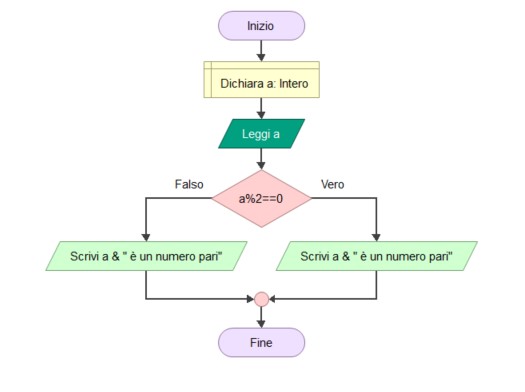 Inizio
Dichiara a: Intero
Leggi a
Falso
Vero
a%2==0
Scrivi a & " è un numero pari"
Scrivi a & " è un numero pari"
Fine